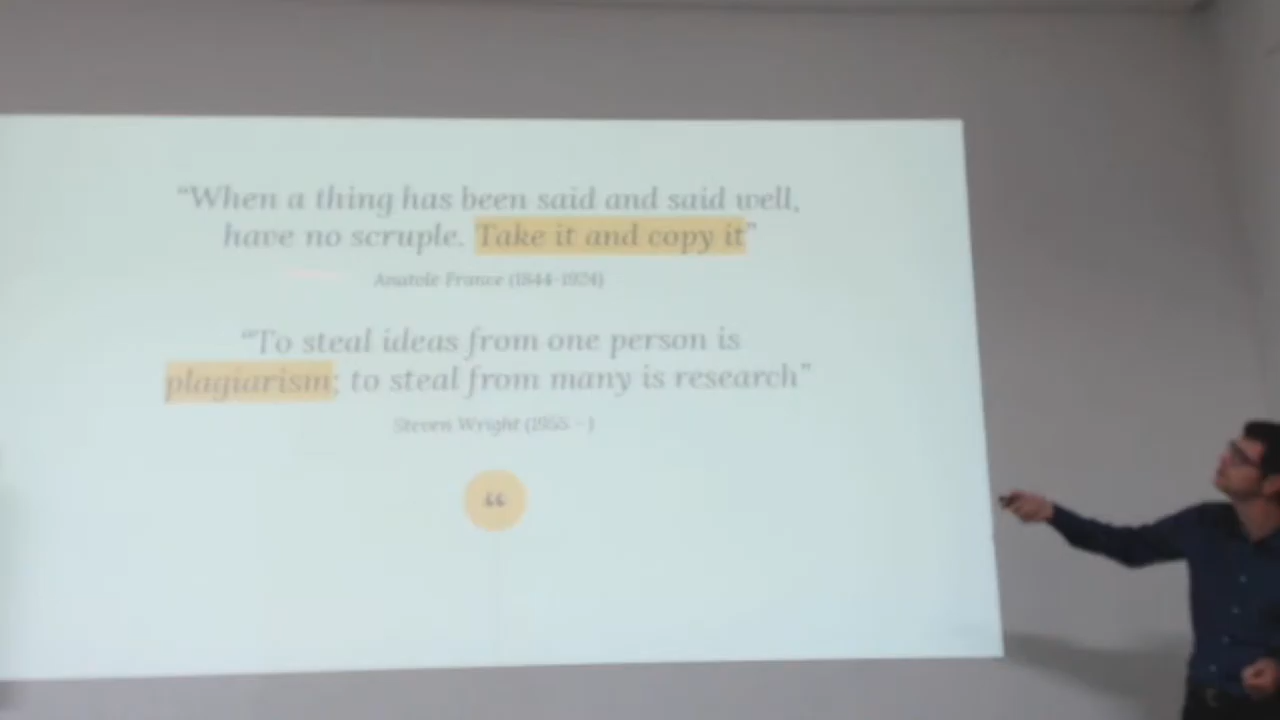 “When a thing has been said and said well,
have no scruple. Take it and copy it”
Anatole France (1844-1924)
“To steal ideas from one person is
plagiarism; to steal from many is research”
Steven Wright (1955 - )
“